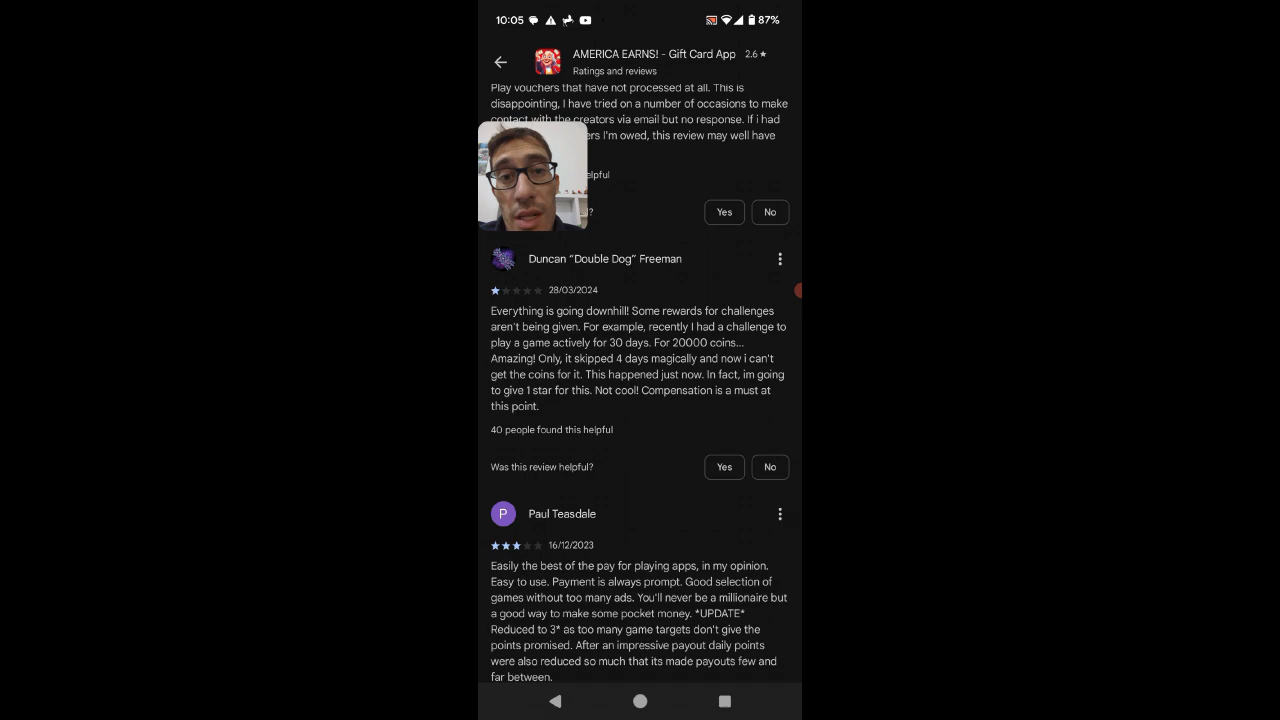 10:05
87%
AMERICA EARNS! - Gift Card App 2.6 ★
Ratings and reviews
Play vouchers that have not processed at all. This is
disappointing, I have tried on a number of occasions to make
contact with the creators via email but no response. If i had
ers I'm owed, this review may well have
elpful
?
Yes No
Duncan “Double Dog” Freeman
28/03/2024
Everything is going downhill! Some rewards for challenges
aren't being given. For example, recently I had a challenge to
play a game actively for 30 days. For 20000 coins...
Amazing! Only, it skipped 4 days magically and now i can't
get the coins for it. This happened just now. In fact, im going
to give 1 star for this. Not cool! Compensation is a must at
this point.
40 people found this helpful
Was this review helpful? Yes No
P Paul Teasdale
16/12/2023
Easily the best of the pay for playing apps, in my opinion.
Easy to use. Payment is always prompt. Good selection of
games without too many ads. You'll never be a millionaire but
a good way to make some pocket money. *UPDATE*
Reduced to 3* as too many game targets don't give the
points promised. After an impressive payout daily points
were also reduced so much that its made payouts few and
far between.